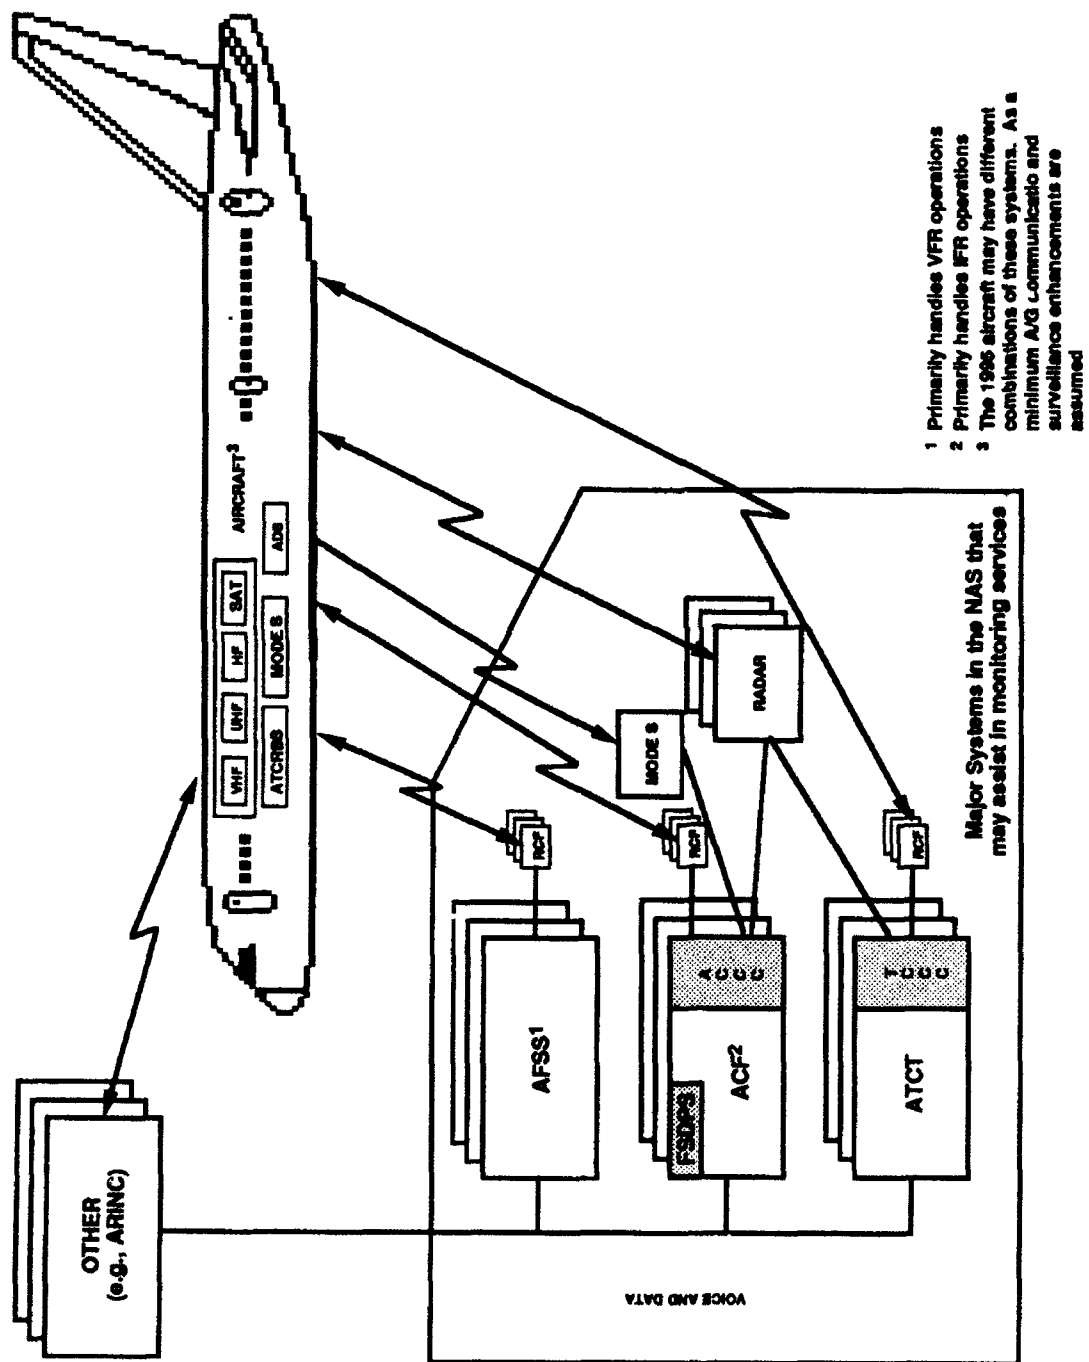 OTHER
(e.g., ARINC)
AIRCRAFT3
VHF
UHF
HF
SAT
ATCRBS
MODE S
ADS
AFSS1
RCF
FSDPS
ACF2
A
C
C
C
RCF
MODE S
RADAR
ATCT
T
C
C
C
RCF
VOICE AND DATA
Major Systems in the NAS that
may assist in monitoring services
1 Primarily handles VFR operations
2 Primarily handles IFR operations
3 The 1995 aircraft may have different
combinations of these systems. As a
minimum A/G communicatio and
surveillance enhancements are
assumed